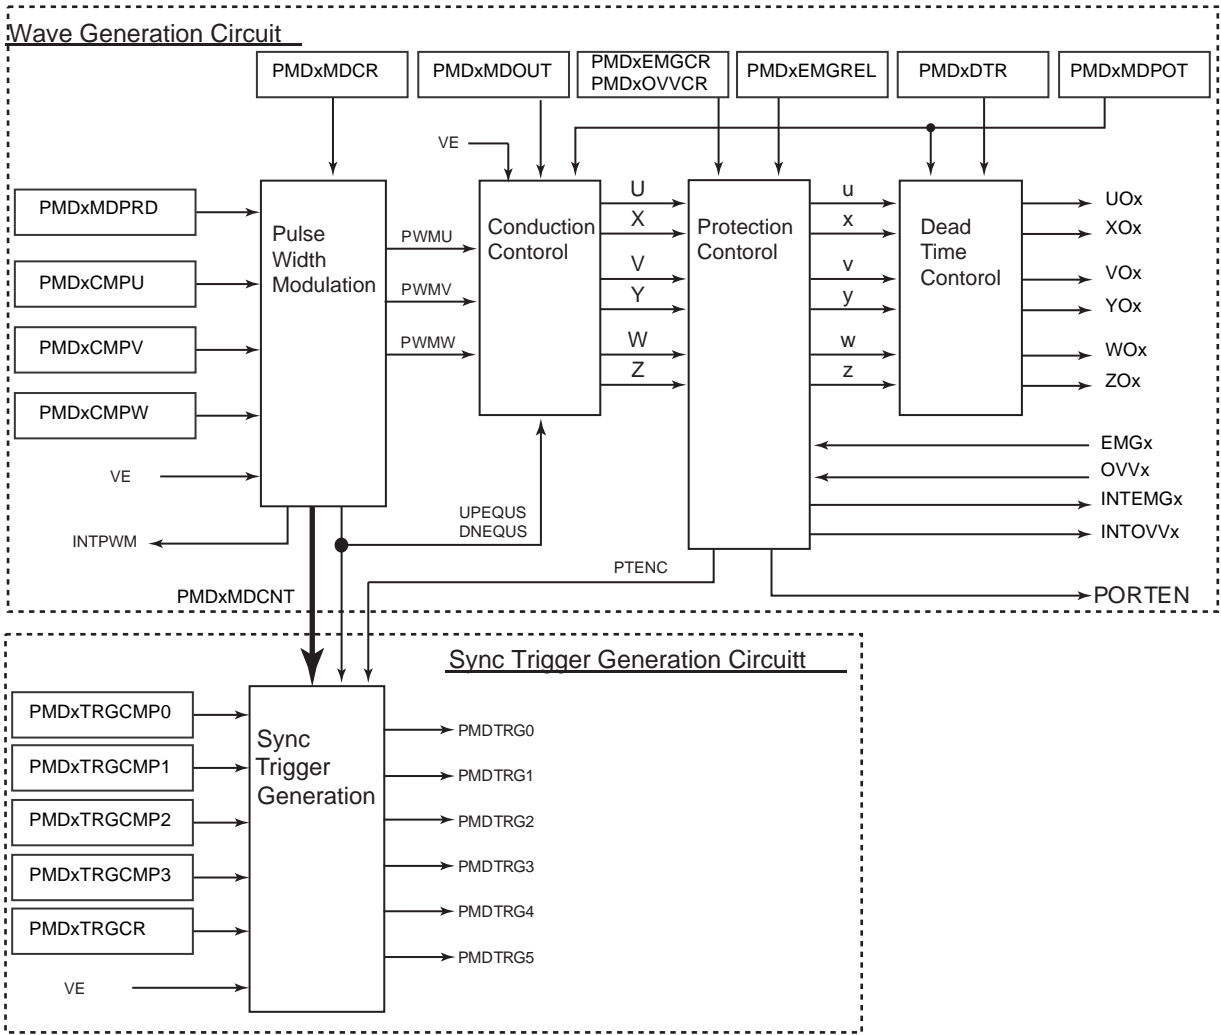 Wave Generation Circuit
PMDxMDCR
PMDxMDOUT
PMDxEMGCR
PMDxOVVCR
PMDxEMGREL
PMDxDTR
PMDxMDPOT
VE
PMDxMDPRD
PMDxCMPU
PMDxCMPV
PMDxCMPW
VE
Pulse
Width
Modulation
PWMU
PWMV
PWMW
Conduction
Contorol
U
X
V
Y
W
Z
Protection
Contorol
u
x
v
y
w
z
Dead
Time
Contorol
UOx
XOx
VOx
YOx
WOx
ZOx
EMGx
OVVx
INTEMGx
INTOVVx
UPEQUS
DNEQUS
INTPWM
PTENC
PMDxMDCNT
PORTEN
Sync Trigger Generation Circuitt
PMDxTRGCMP0
PMDxTRGCMP1
PMDxTRGCMP2
PMDxTRGCMP3
PMDxTRGCR
VE
Sync
Trigger
Generation
PMDTRG0
PMDTRG1
PMDTRG2
PMDTRG3
PMDTRG4
PMDTRG5